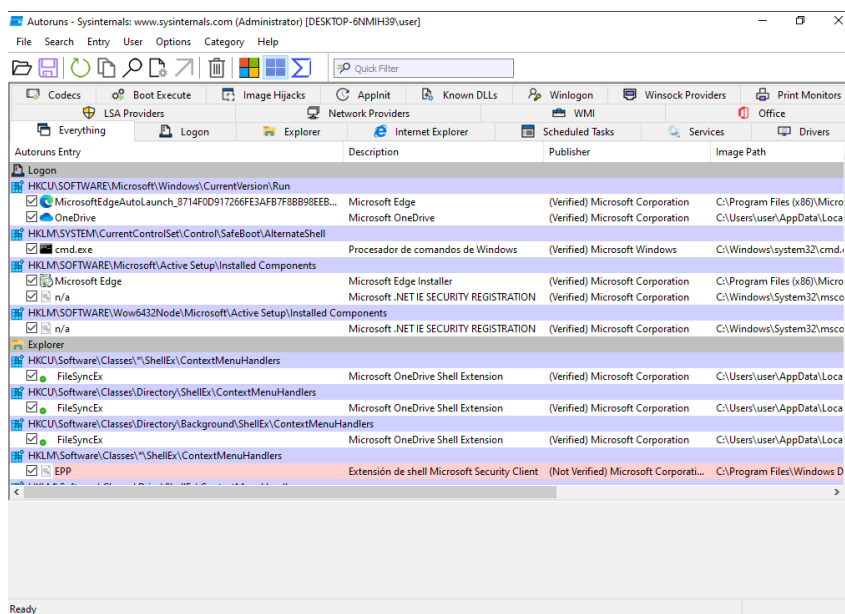 Autoruns - Sysinternals: www.sysinternals.com (Administrator) [DESKTOP-6NMIH39\user]
File Search Entry User Options Category Help
Quick Filter
Codecs Boot Execute Image Hijacks AppInit Known DLLs Winlogon Winsock Providers Print Monitors
LSA Providers Network Providers WMI Office
Everything Logon Explorer Internet Explorer Scheduled Tasks Services Drivers
Autoruns Entry Description Publisher Image Path
Logon
HKCU\SOFTWARE\Microsoft\Windows\CurrentVersion\Run
MicrosoftEdgeAutoLaunch_8714F0D917266FE3AFB7F8BB98EEB... Microsoft Edge (Verified) Microsoft Corporation C:\Program Files (x86)\Micro
OneDrive Microsoft OneDrive (Verified) Microsoft Corporation C:\Users\user\AppData\Loca
HKLM\SYSTEM\CurrentControlSet\Control\SafeBoot\AlternateShell
cmd.exe Procesador de comandos de Windows (Verified) Microsoft Windows C:\Windows\system32\cmd.
HKLM\SOFTWARE\Microsoft\Active Setup\Installed Components
Microsoft Edge Microsoft Edge Installer (Verified) Microsoft Corporation C:\Program Files (x86)\Micro
n/a Microsoft .NET IE SECURITY REGISTRATION (Verified) Microsoft Corporation C:\Windows\System32\msco
HKLM\SOFTWARE\Wow6432Node\Microsoft\Active Setup\Installed Components
n/a Microsoft .NET IE SECURITY REGISTRATION (Verified) Microsoft Corporation C:\Windows\System32\msco
Explorer
HKCU\Software\Classes\*\ShellEx\ContextMenuHandlers
FileSyncEx Microsoft OneDrive Shell Extension (Verified) Microsoft Corporation C:\Users\user\AppData\Loca
HKCU\Software\Classes\Directory\ShellEx\ContextMenuHandlers
FileSyncEx Microsoft OneDrive Shell Extension (Verified) Microsoft Corporation C:\Users\user\AppData\Loca
HKCU\Software\Classes\Directory\Background\ShellEx\ContextMenuHandlers
FileSyncEx Microsoft OneDrive Shell Extension (Verified) Microsoft Corporation C:\Users\user\AppData\Loca
HKLM\Software\Classes\*\ShellEx\ContextMenuHandlers
EPP Extensión de shell Microsoft Security Client (Not Verified) Microsoft Corporati... C:\Program Files\Windows D
Ready